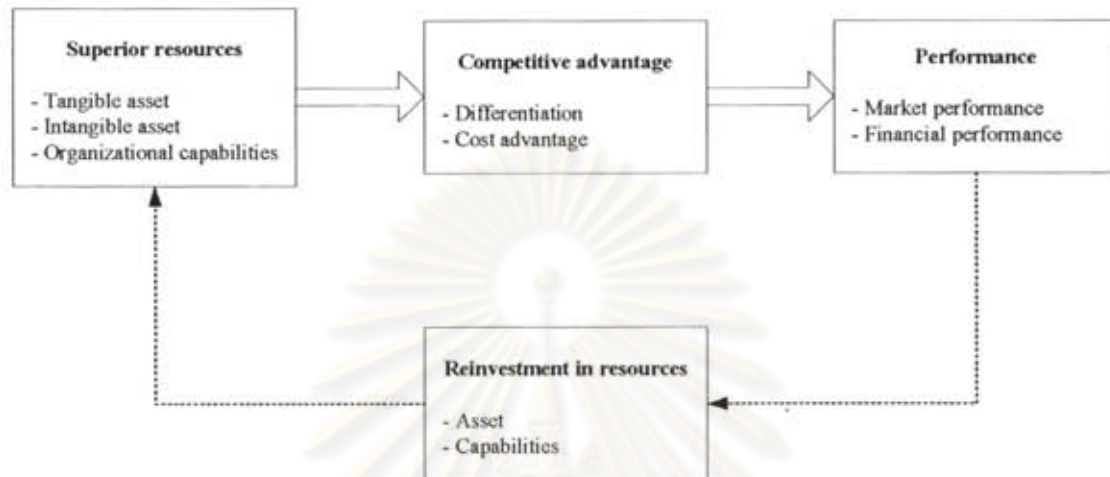 Superior resources
- Tangible asset
- Intangible asset
- Organizational capabilities
Competitive advantage
- Differentiation
- Cost advantage
Performance
- Market performance
- Financial performance
Reinvestment in resources
- Asset
- Capabilities